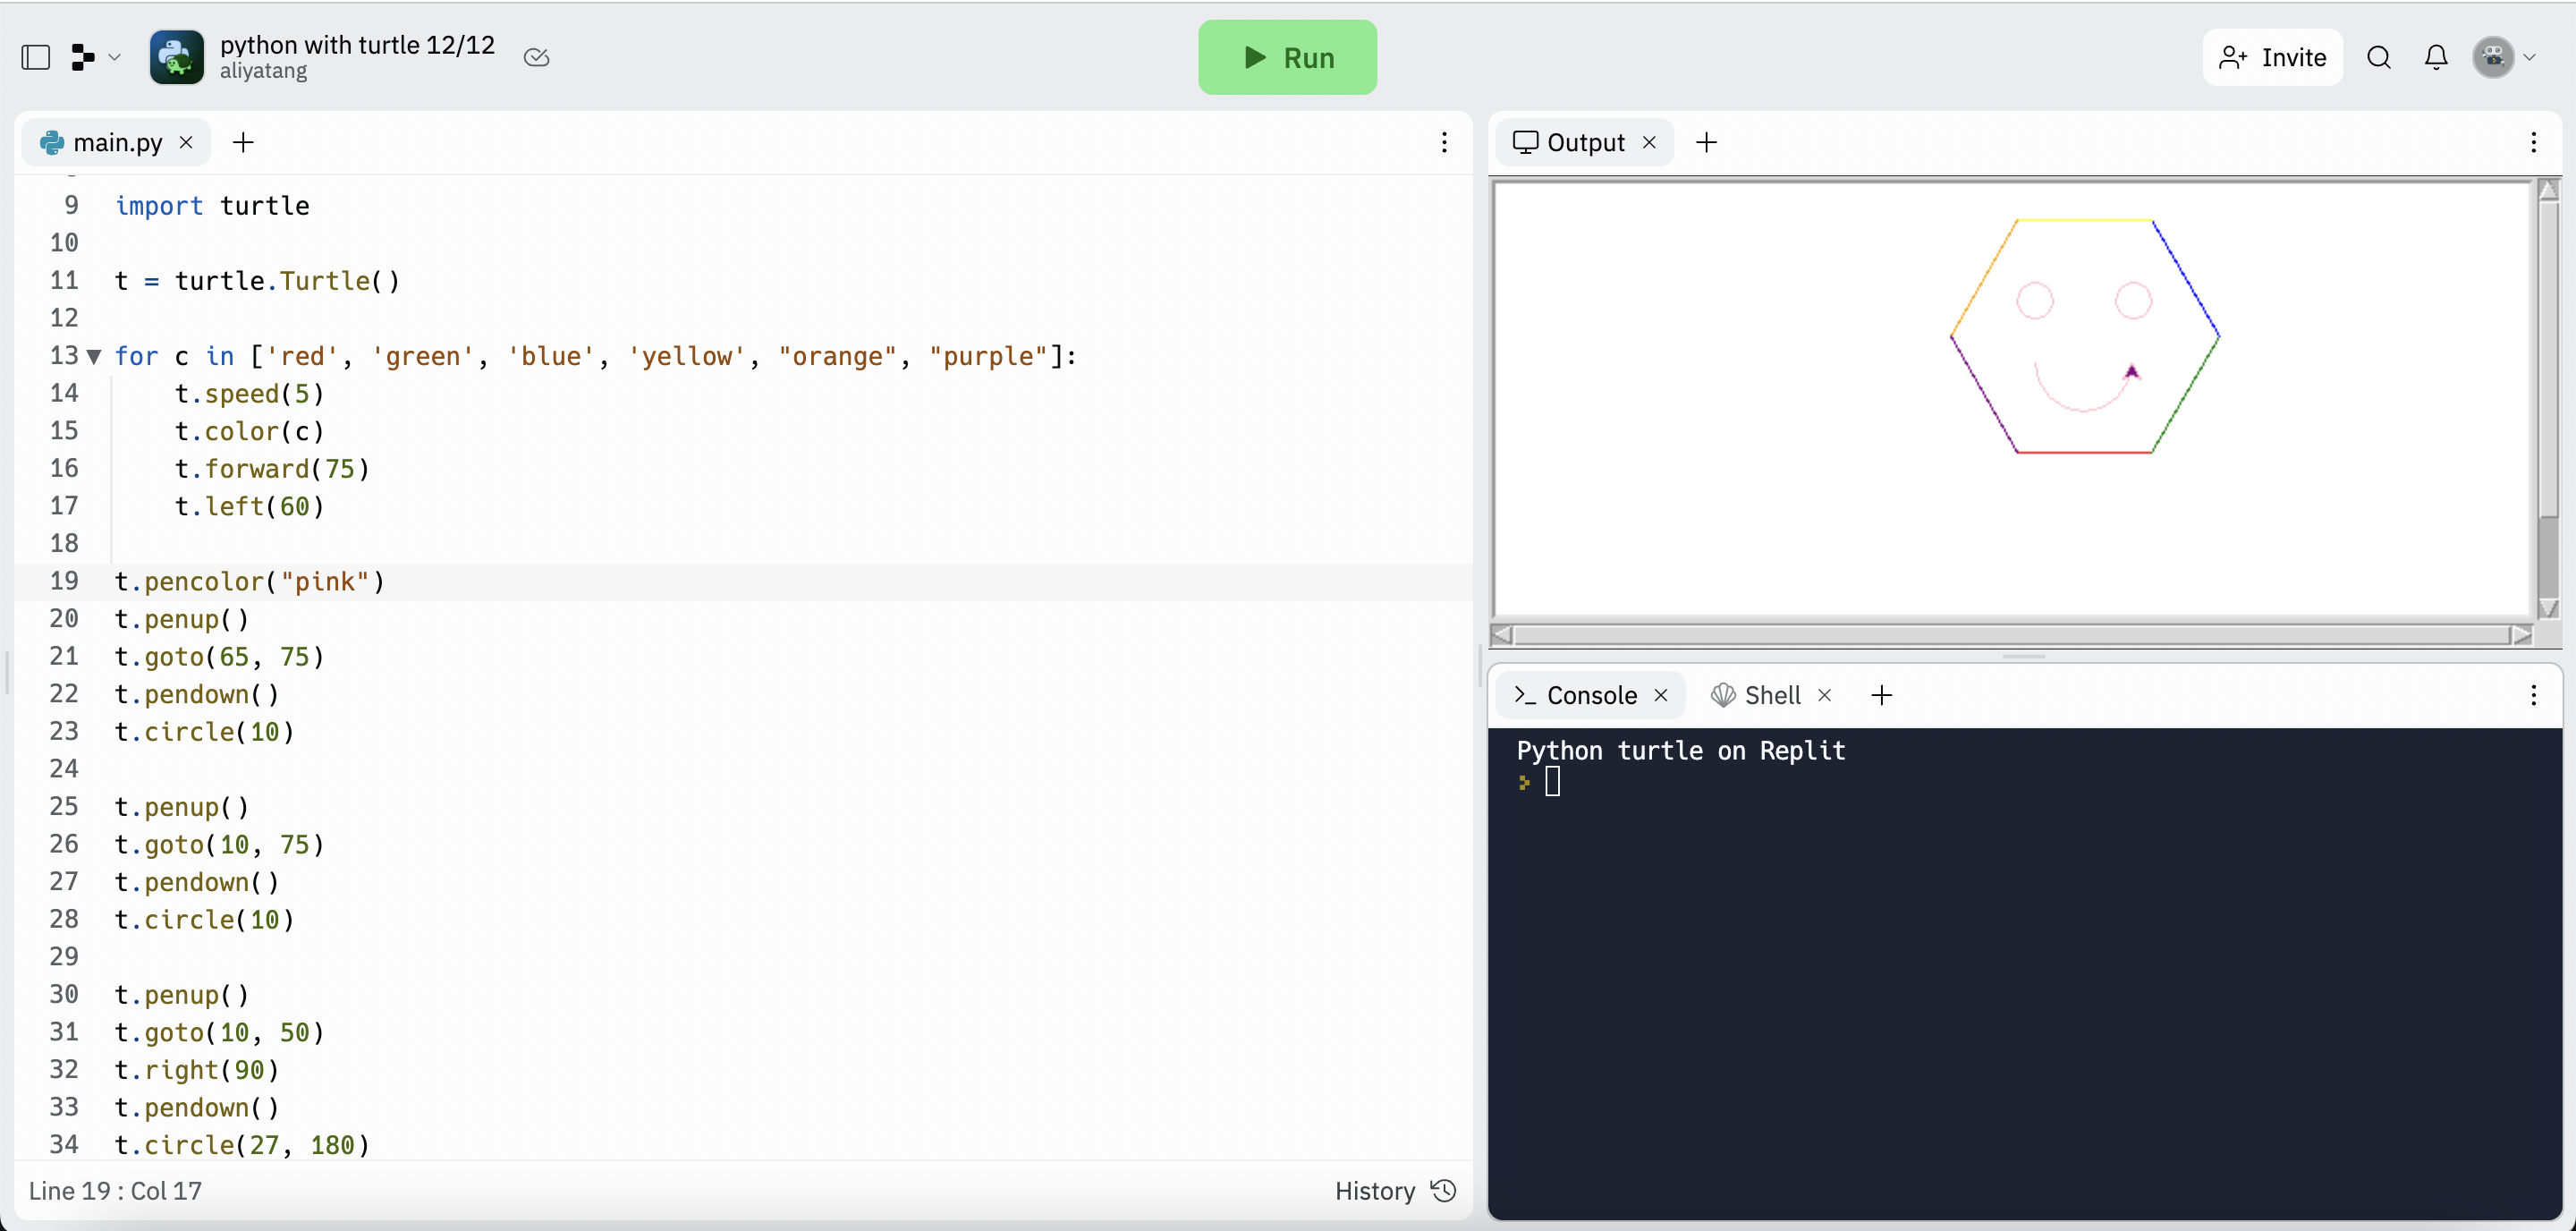 python with turtle 12/12
aliyatang
Run
Invite
main.py
9 import turtle
10
11 t = turtle.Turtle()
12
13 for c in ['red', 'green', 'blue', 'yellow', "orange", "purple"]:
14 t.speed(5)
15 t.color(c)
16 t.forward(75)
17 t.left(60)
18
19 t.pencolor("pink")
20 t.penup()
21 t.goto(65, 75)
22 t.pendown()
23 t.circle(10)
24
25 t.penup()
26 t.goto(10, 75)
27 t.pendown()
28 t.circle(10)
29
30 t.penup()
31 t.goto(10, 50)
32 t.right(90)
33 t.pendown()
34 t.circle(27, 180)
Line 19 : Col 17
History
Output
Console
Shell
Python turtle on Replit